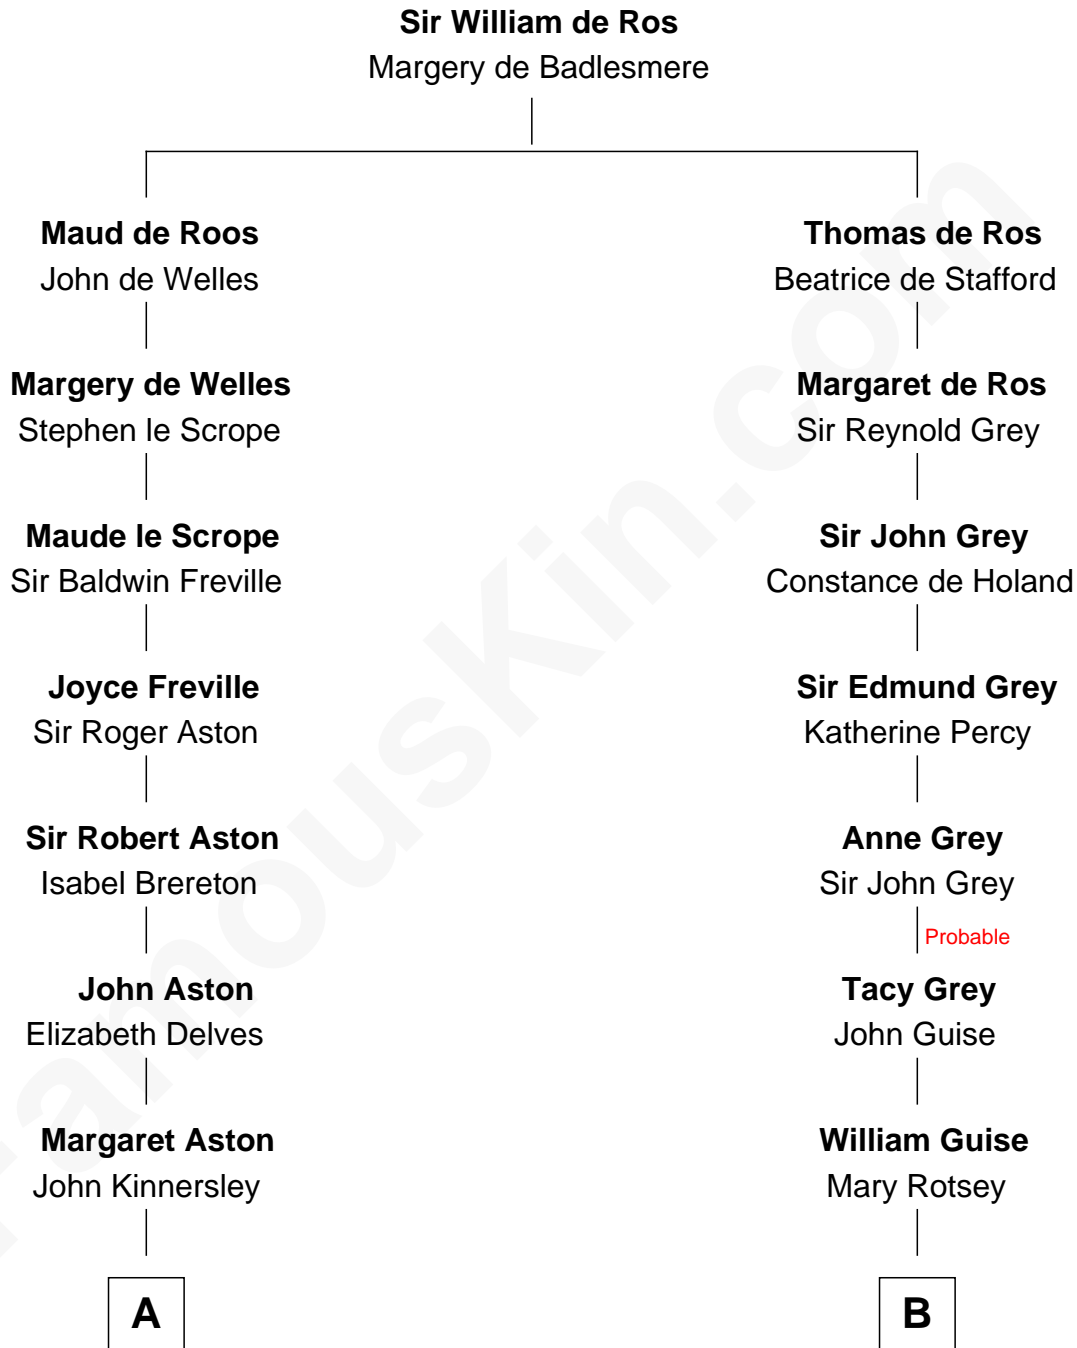 Sir William de Ros
Margery de Badlesmere
Maud de Roos
John de Welles
Thomas de Ros
Beatrice de Stafford
Margery de Welles
Stephen le Scrope
Margaret de Ros
Sir Reynold Grey
Maude le Scrope
Sir Baldwin Freville
Sir John Grey
Constance de Holand
Joyce Freville
Sir Roger Aston
Sir Edmund Grey
Katherine Percy
Sir Robert Aston
Isabel Brereton
Anne Grey
Sir John Grey
Probable
John Aston
Elizabeth Delves
Tacy Grey
John Guise
Margaret Aston
John Kinnersley
William Guise
Mary Rotsey
A
B
FamousKin.com